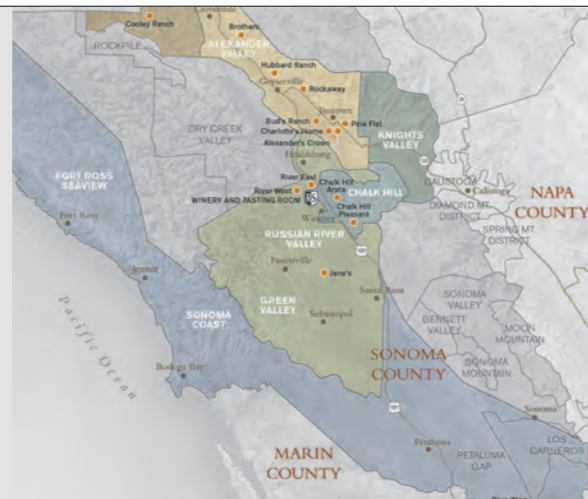 Cloverdale
Cooley Ranch
Brothers
ROCKPILE
ALEXANDER
VALLEY
Hubbard Ranch
Geyserville
Rockaway
Jimtown
Bud's Ranch
Pine Flat
Charlotte's Home
Alexander's Crown
DRY CREEK
VALLEY
KNIGHTS
VALLEY
Healdsburg
FORT ROSS
SEAVIEW
River East
River West
WINERY AND TASTING ROOM
RS
Chalk Hill
Arata
CHALK HILL
Chalk Hill
Pleasant
Windsor
CALISTOGA
Calistoga
DIAMOND MT
DISTRICT
NAPA
COUNTY
SPRING MT
DISTRICT
Fort Ross
RUSSIAN RIVER
VALLEY
101
Jenner
Forestville
Jane's
Santa Rosa
GREEN
VALLEY
Sebastopol
SONOMA
COAST
Pacific Ocean
SONOMA
VALLEY
BENNETT
VALLEY
MOON
MOUNTAIN
SONOMA
MOUNTAIN
SONOMA
COUNTY
Bodega Bay
101
Sonoma
Petaluma
PETALUMA
GAP
LOS
CARNEROS
MARIN
COUNTY